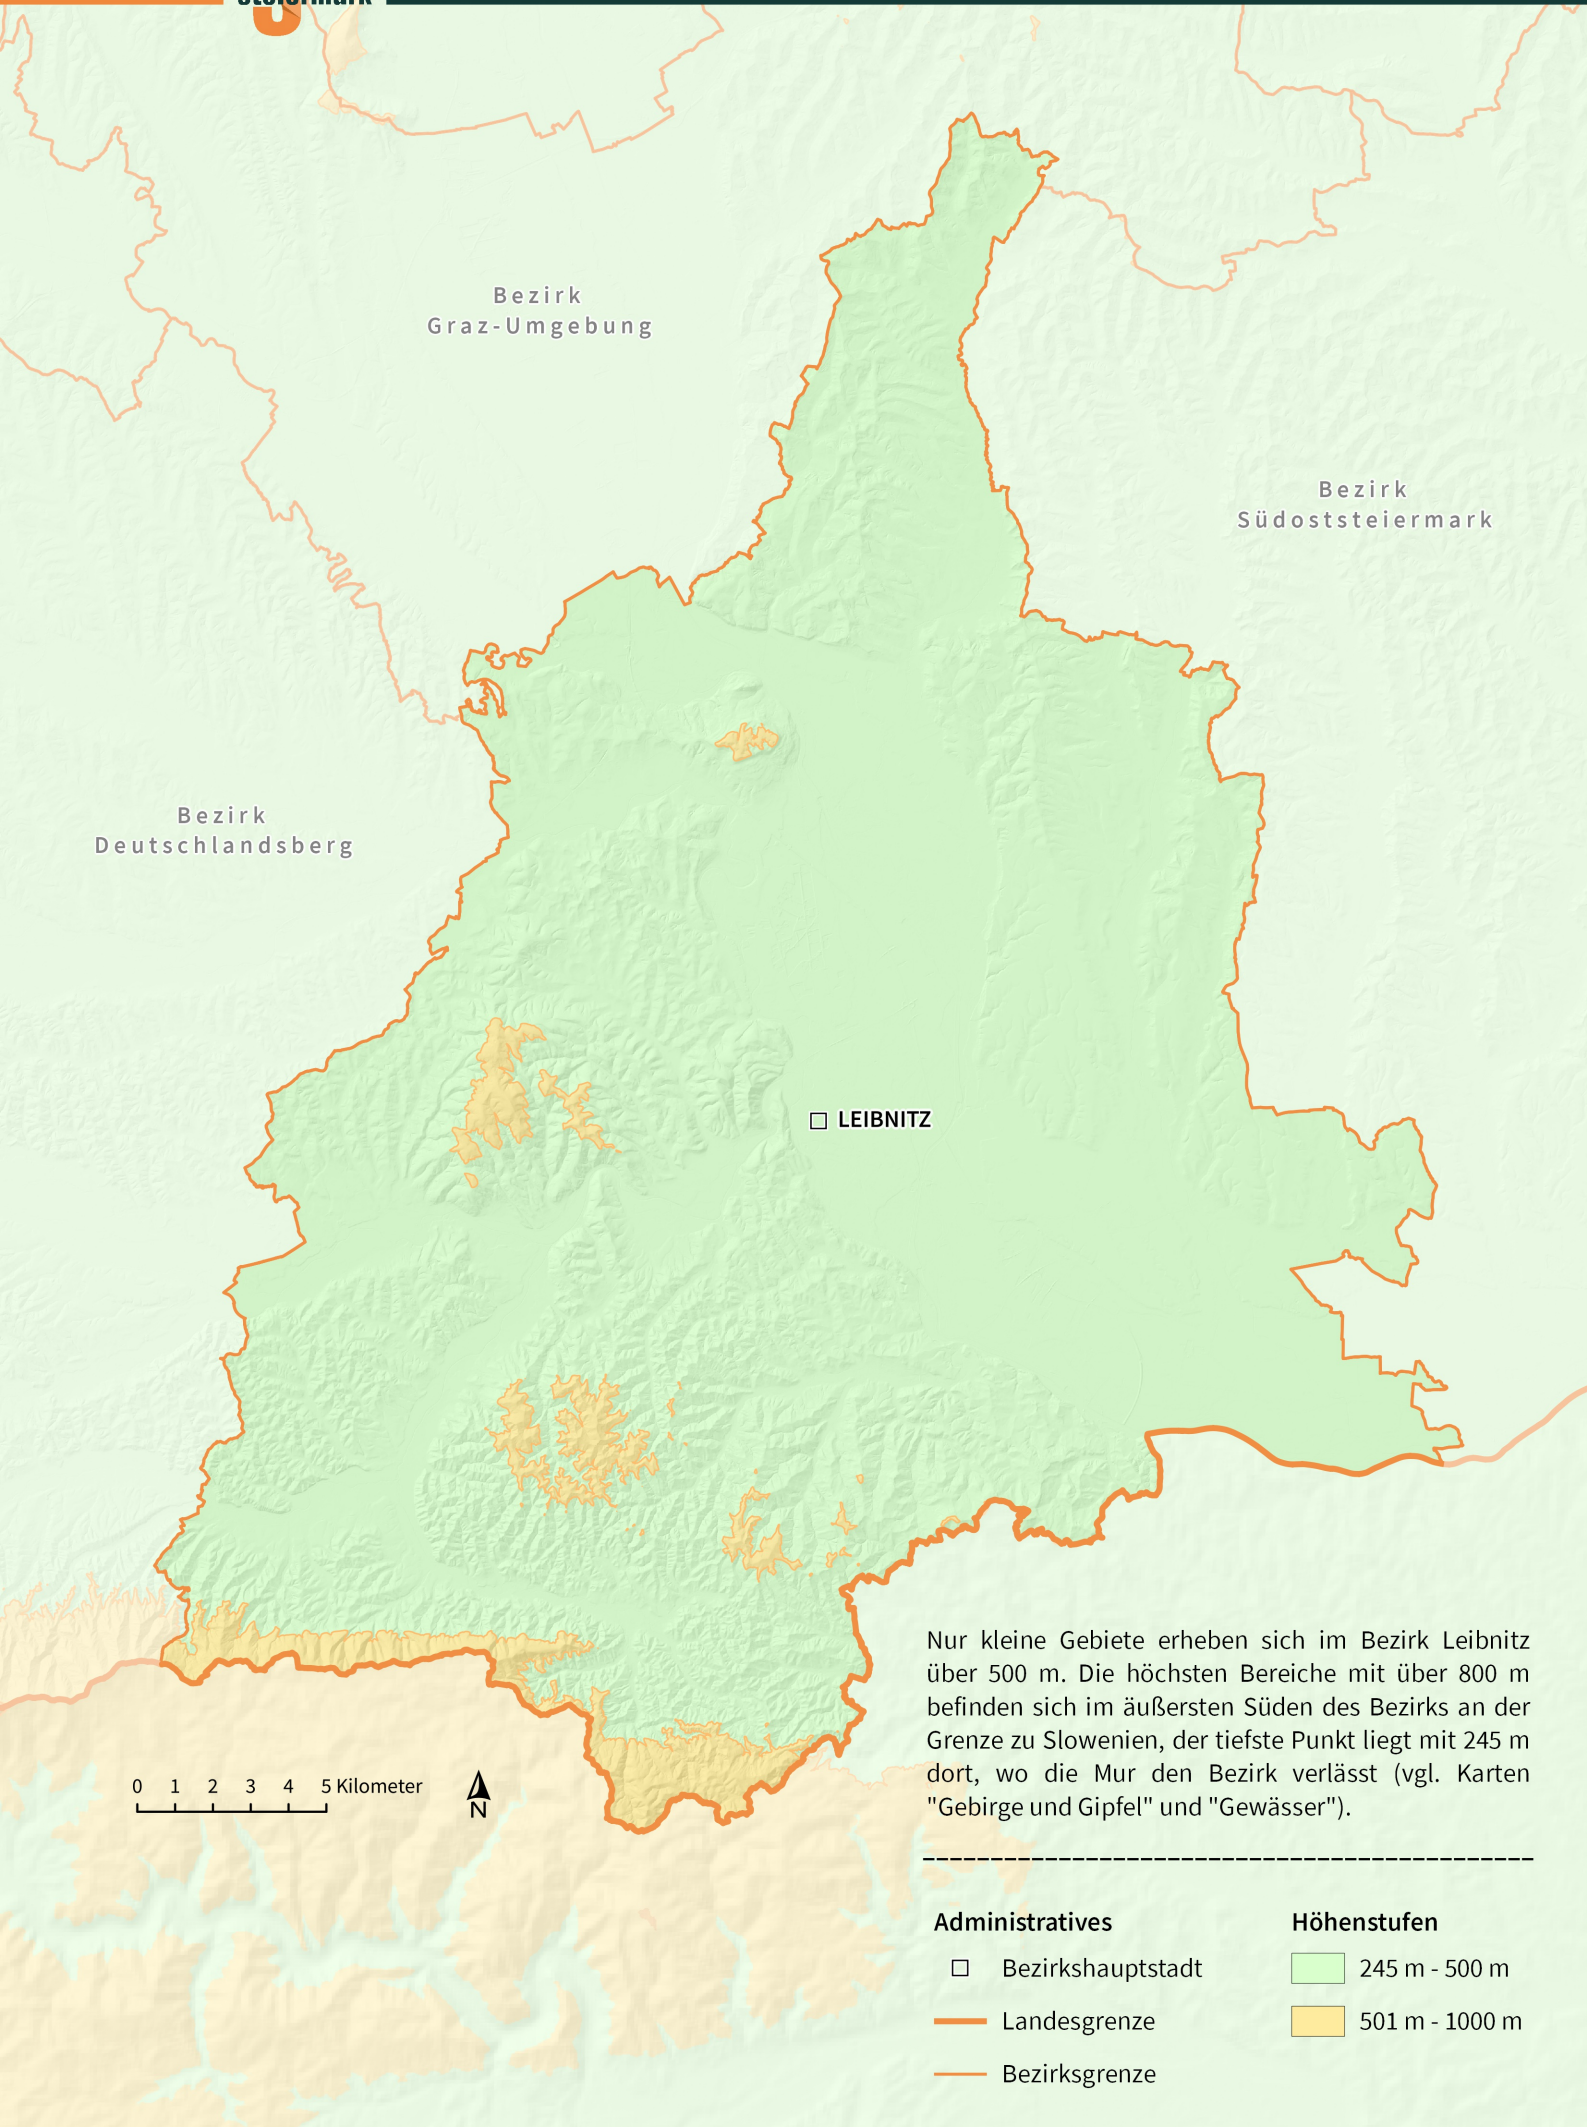 Steiermark
Bezirk
Graz-Umgebung
Bezirk
Südoststeiermark
Bezirk
Deutschlandsberg
LEIBNITZ
Nur kleine Gebiete erheben sich im Bezirk Leibnitz
über 500 m. Die höchsten Bereiche mit über 800 m
befinden sich im äußersten Süden des Bezirks an der
Grenze zu Slowenien, der tiefste Punkt liegt mit 245 m
dort, wo die Mur den Bezirk verlässt (vgl. Karten
"Gebirge und Gipfel" und "Gewässer").
0 1 2 3 4 5 Kilometer
N
Administratives
Bezirkshauptstadt
Landesgrenze
Bezirksgrenze
Höhenstufen
245 m - 500 m
501 m - 1000 m